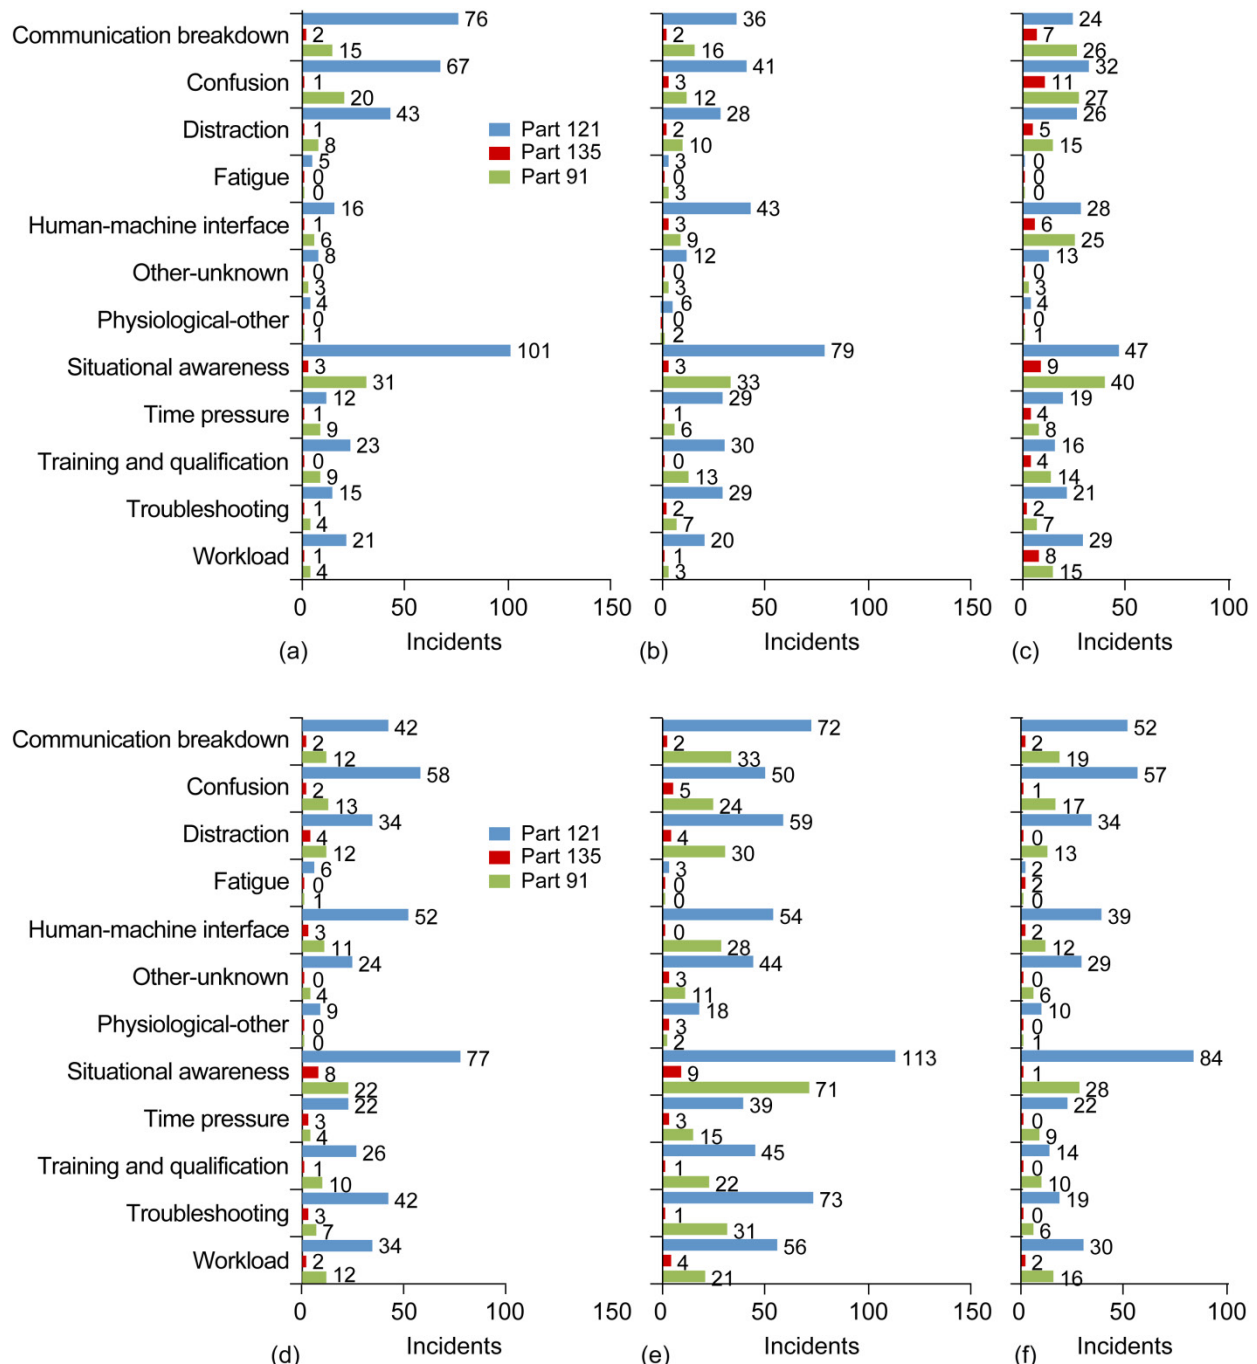 Communication breakdown 76 36 24
2 2 7
15 16 26
Confusion 67 41 32
1 3 11
20 12 27
Distraction 43 28 26
1 2 5
8 10 15
Part 121
Part 135
Part 91
Fatigue 5 3 0
0 0 0
0 3 0
Human-machine interface 16 43 28
1 3 6
6 9 25
Other-unknown 8 12 13
0 0 0
3 3 3
Physiological-other 4 6 4
0 0 0
1 2 1
Situational awareness 101 79 47
3 3 9
31 33 40
Time pressure 12 29 19
1 1 4
9 6 8
Training and qualification 23 30 16
0 0 4
9 13 14
Troubleshooting 15 29 21
1 2 2
4 7 7
Workload 21 20 29
1 1 8
4 3 15
0 50 100 150 0 50 100 150 0 50 100
Incidents Incidents Incidents
(a) (b) (c)
Communication breakdown 42 72 52
2 2 2
12 33 19
Confusion 58 50 57
2 5 1
13 24 17
Distraction 34 59 34
4 4 0
12 30 13
Part 121
Part 135
Part 91
Fatigue 6 3 2
0 0 2
1 0 0
Human-machine interface 52 54 39
3 0 2
11 28 12
Other-unknown 24 44 29
0 3 0
4 11 6
Physiological-other 9 18 10
0 3 0
0 2 1
Situational awareness 77 113 84
8 9 1
22 71 28
Time pressure 22 39 22
3 3 0
4 15 9
Training and qualification 26 45 14
1 1 0
10 22 10
Troubleshooting 42 73 19
3 1 0
7 31 6
Workload 34 56 30
2 4 2
12 21 16
0 50 100 150 0 50 100 150 0 50 100
Incidents Incidents Incidents
(d) (e) (f)